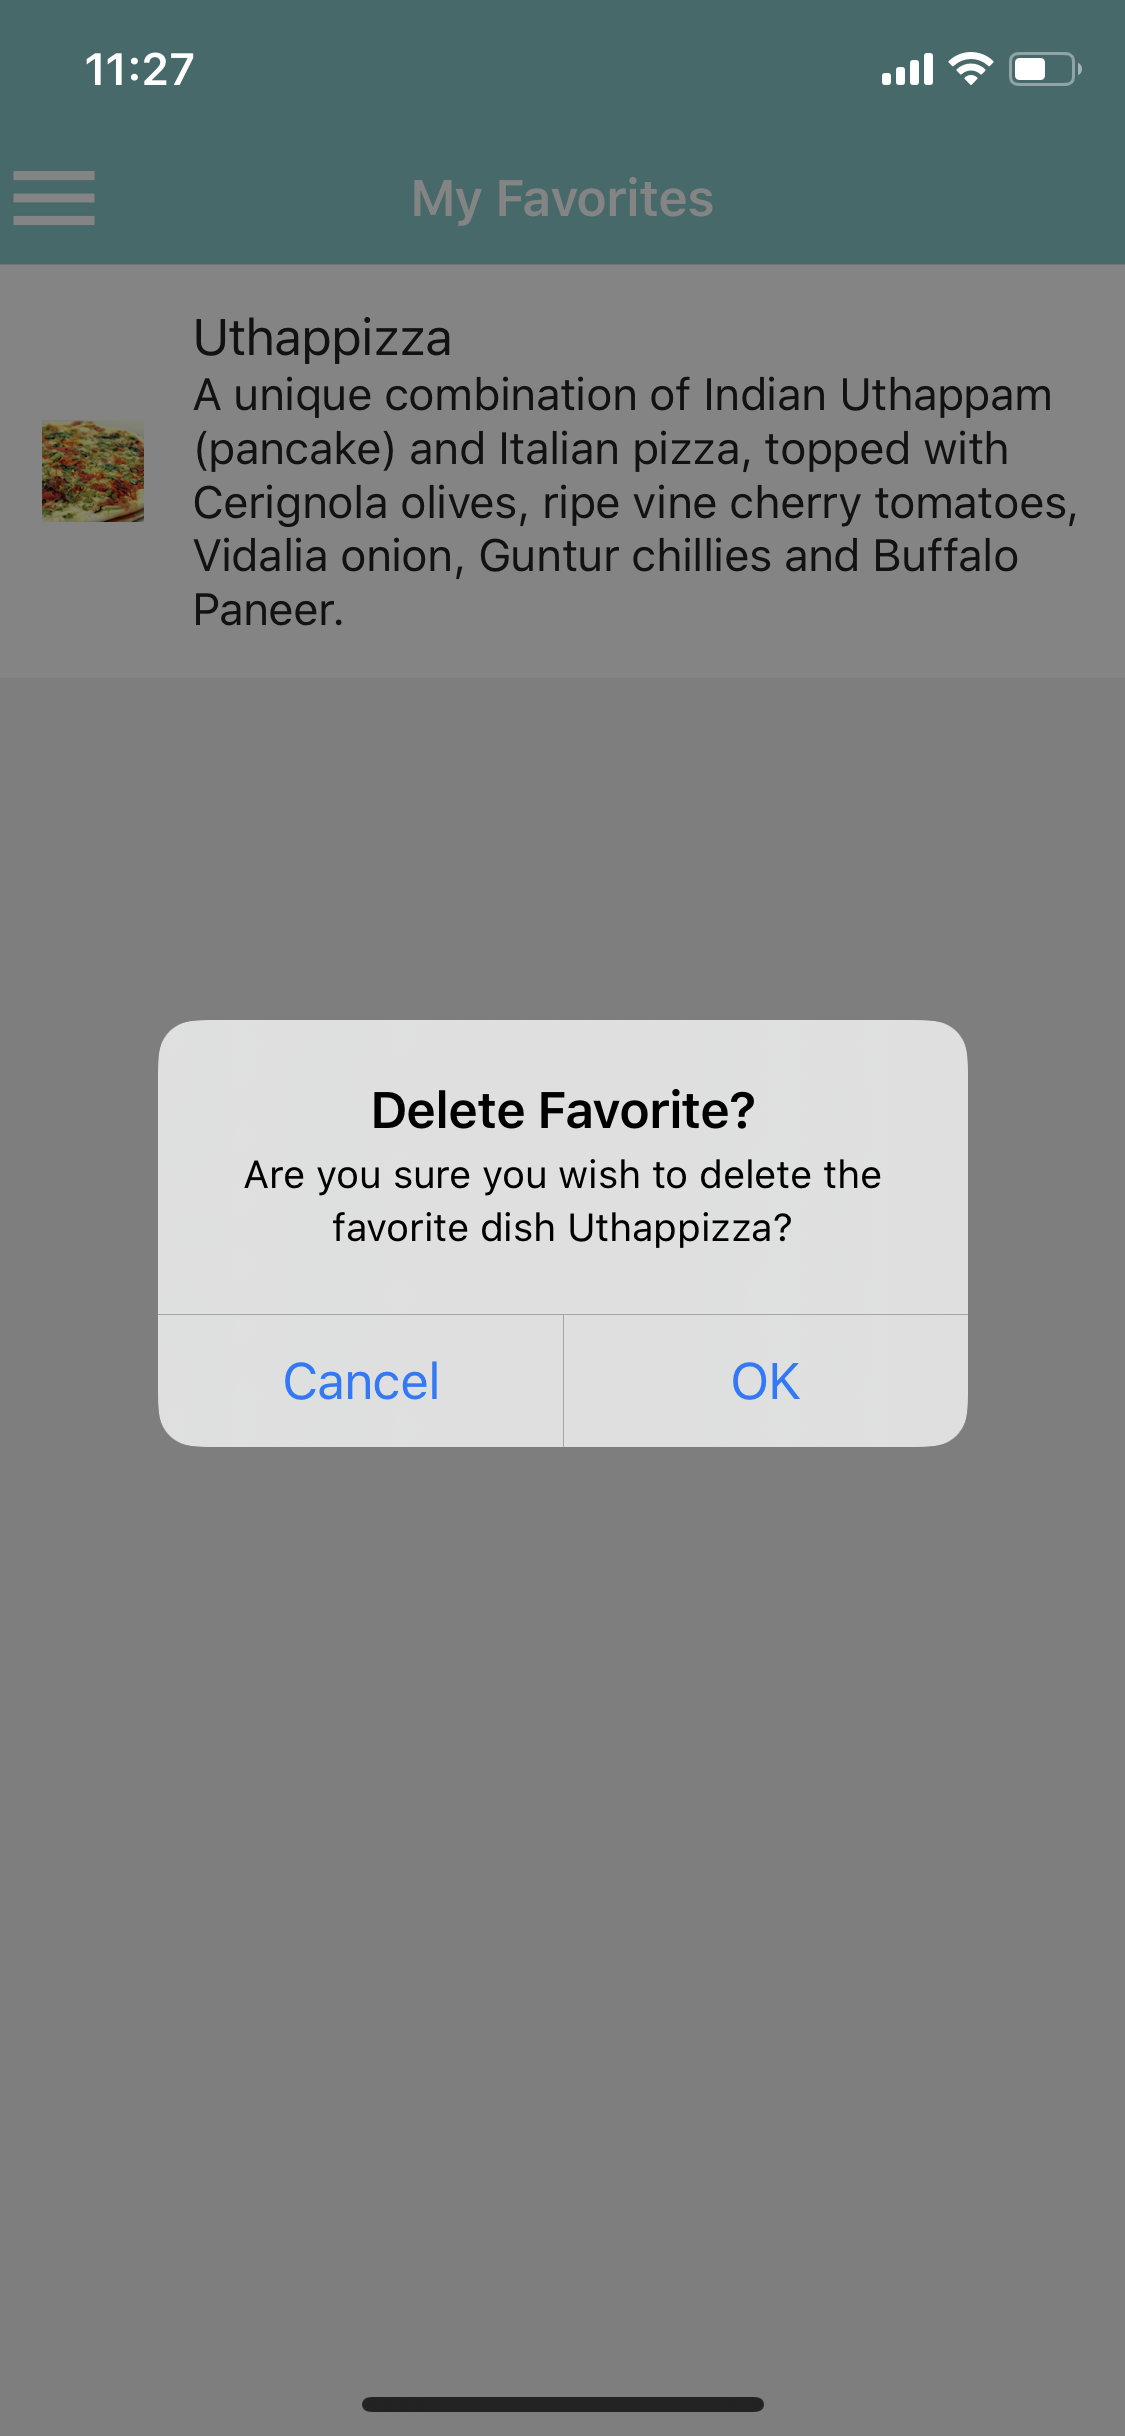 11:27
My Favorites
Uthappizza
A unique combination of Indian Uthappam
(pancake) and Italian pizza, topped with
Cerignola olives, ripe vine cherry tomatoes,
Vidalia onion, Guntur chillies and Buffalo
Paneer.
Delete Favorite?
Are you sure you wish to delete the
favorite dish Uthappizza?
Cancel
OK